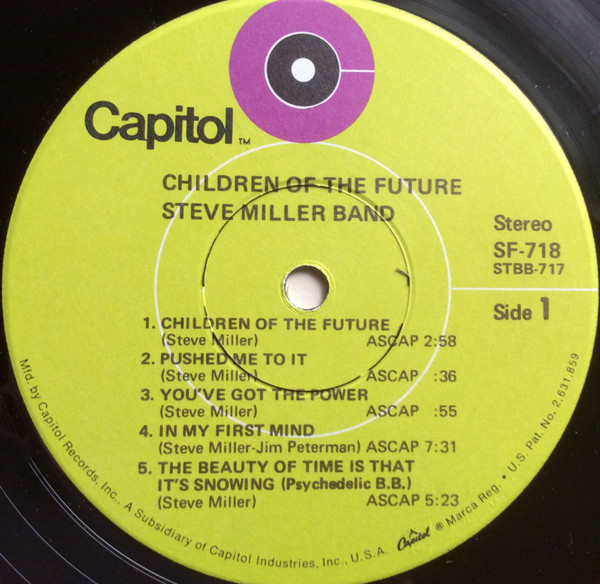 Capitol™
CHILDREN OF THE FUTURE
STEVE MILLER BAND
Stereo
SF-718
STBB-717
Side 1
1. CHILDREN OF THE FUTURE
(Steve Miller) ASCAP 2:58
2. PUSHED ME TO IT
(Steve Miller) ASCAP :36
3. YOU'VE GOT THE POWER
(Steve Miller) ASCAP :55
4. IN MY FIRST MIND
(Steve Miller-Jim Peterman) ASCAP 7:31
5. THE BEAUTY OF TIME IS THAT
IT'S SNOWING (Psychedelic B.B.)
(Steve Miller) ASCAP 5:23
Mfd. by Capitol Records, Inc., A Subsidiary of Capitol Industries, Inc., U.S.A. Capitol ® Marca Reg. • U.S. Pat. No. 2,631,859